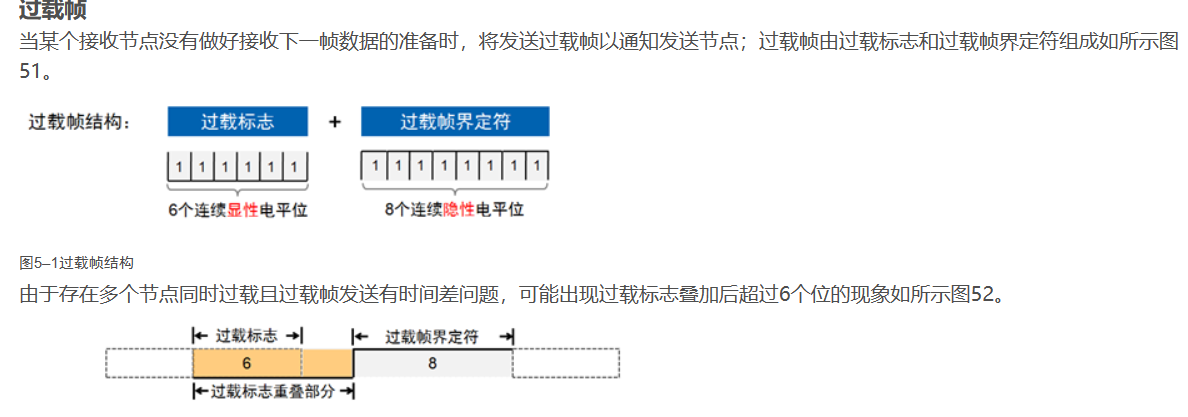 过载帧
当某个接收节点没有做好接收下一帧数据的准备时，将发送过载帧以通知发送节点；过载帧由过载标志和过载帧界定符组成如所示图
51。
过载帧结构： 过载标志 + 过载帧界定符
1 1 1 1 1 1 1 1 1 1 1 1 1 1
6个连续显性电平位 8个连续隐性电平位
图5–1过载帧结构
由于存在多个节点同时过载且过载帧发送有时间差问题，可能出现过载标志叠加后超过6个位的现象如所示图52。
过载标志 过载帧界定符
6 8
过载标志重叠部分